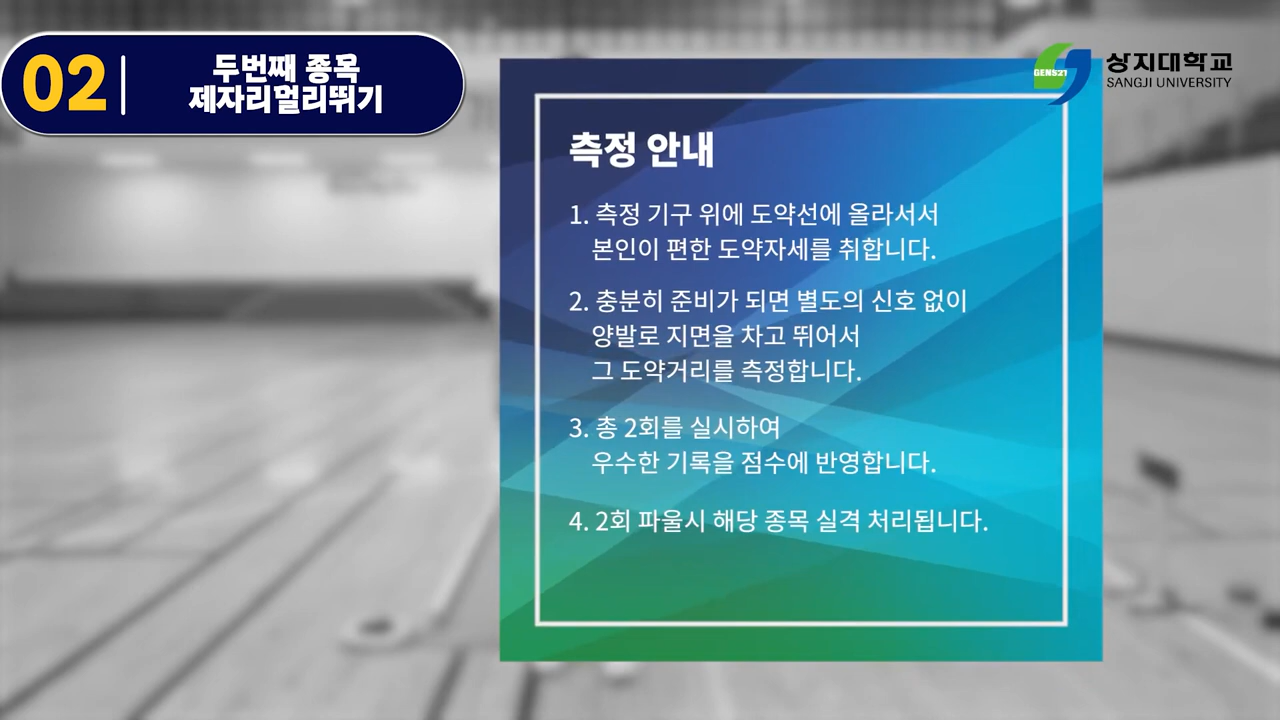 02
두번째 종목
제자리멀리뛰기
GENS21
상지대학교
SANGJI UNIVERSITY
측정 안내
1. 측정 기구 위에 도약선에 올라서서
본인이 편한 도약자세를 취합니다.
2. 충분히 준비가 되면 별도의 신호 없이
양발로 지면을 차고 뛰어서
그 도약거리를 측정합니다.
3. 총 2회를 실시하여
우수한 기록을 점수에 반영합니다.
4. 2회 파울시 해당 종목 실격 처리됩니다.